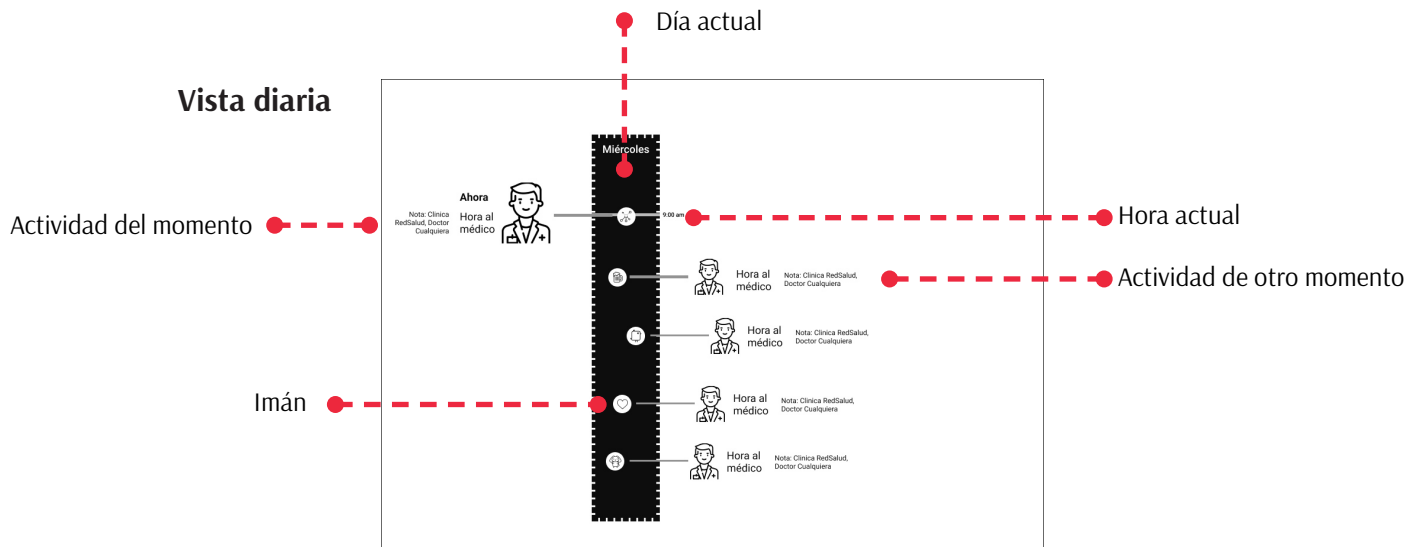 Día actual
Vista diaria
Miércoles
Ahora
Nota: Clinica
RedSalud, Doctor
Cualquiera
Hora al
médico
9:00 am
Actividad del momento
Hora actual
Hora al
médico
Nota: Clinica RedSalud,
Doctor Cualquiera
Actividad de otro momento
Hora al
médico
Nota: Clinica RedSalud,
Doctor Cualquiera
Imán
Hora al
médico
Nota: Clinica RedSalud,
Doctor Cualquiera
Hora al
médico
Nota: Clinica RedSalud,
Doctor Cualquiera